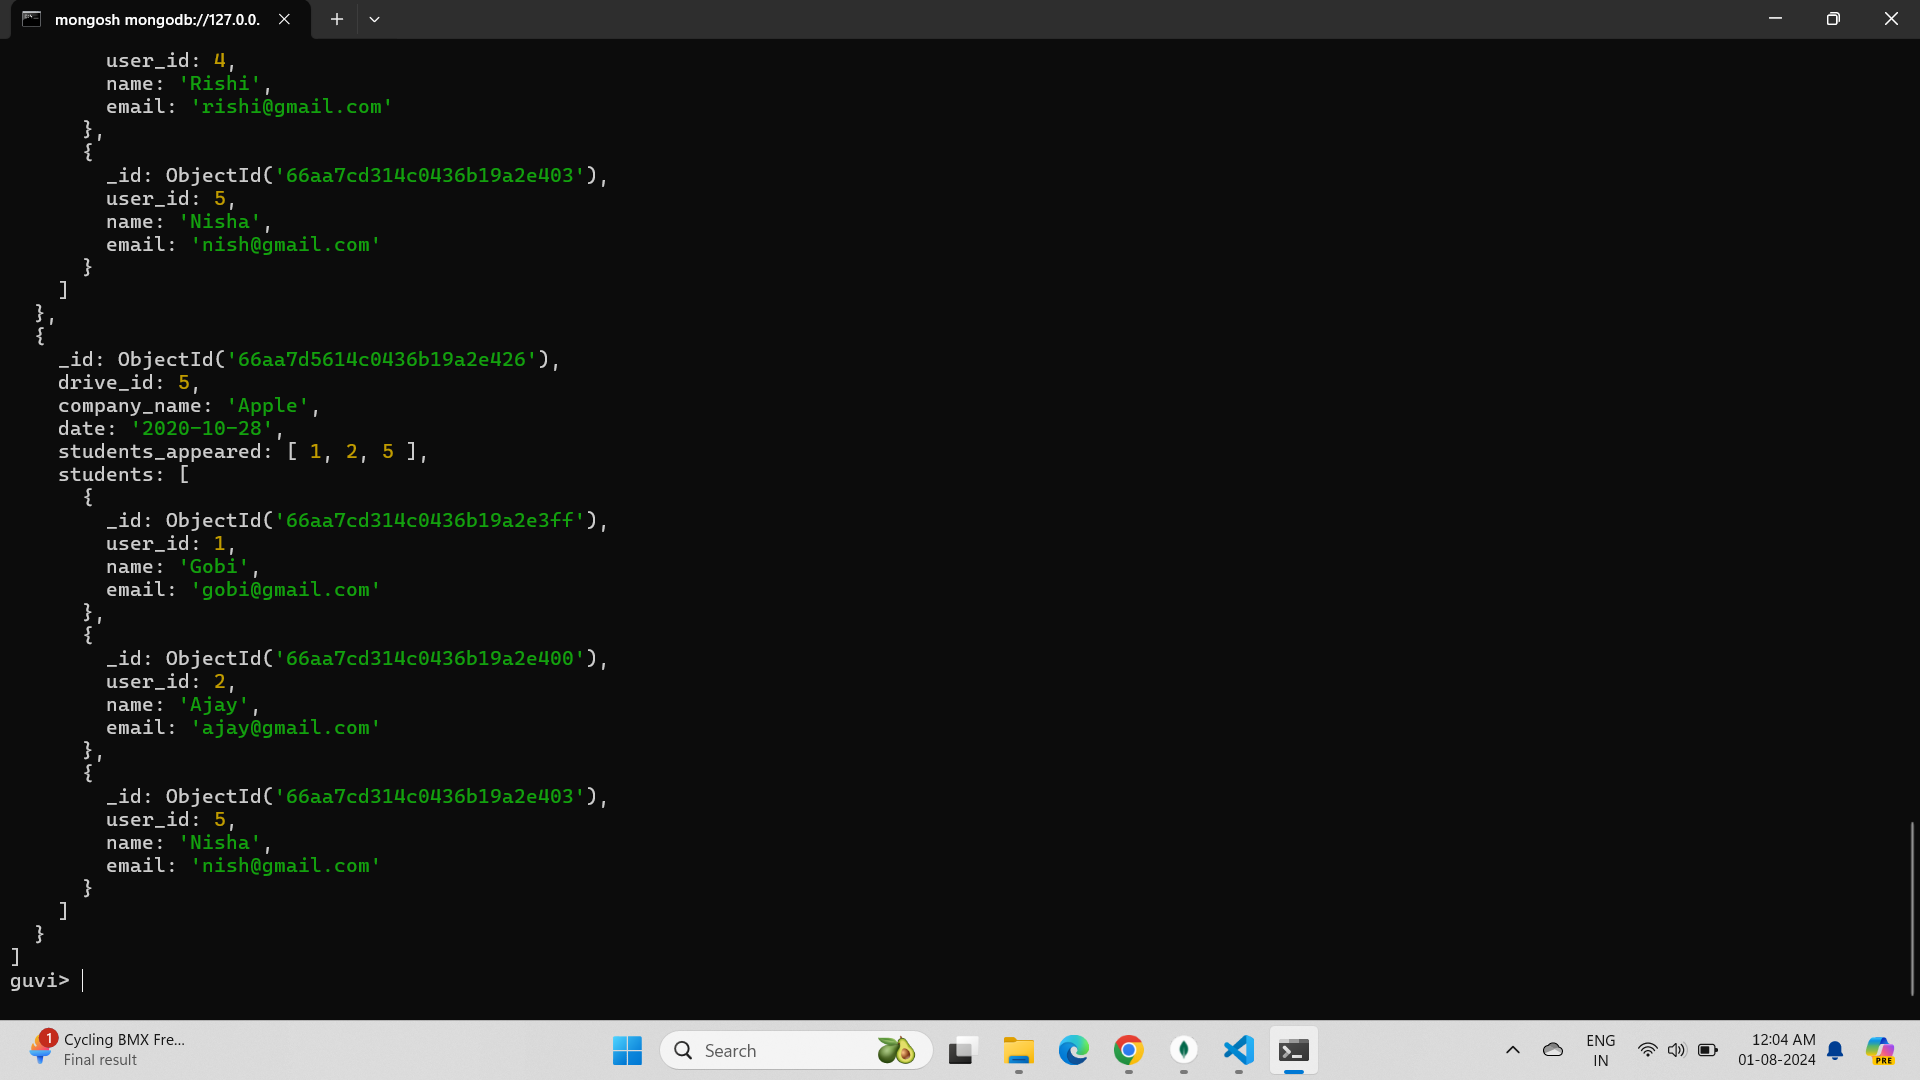 mongosh mongodb://127.0.0.
user_id: 4,
name: 'Rishi',
email: 'rishi@gmail.com'
},
{
_id: ObjectId('66aa7cd314c0436b19a2e403'),
user_id: 5,
name: 'Nisha',
email: 'nish@gmail.com'
}
]
},
{
_id: ObjectId('66aa7d5614c0436b19a2e426'),
drive_id: 5,
company_name: 'Apple',
date: '2020-10-28',
students_appeared: [ 1, 2, 5 ],
students: [
{
_id: ObjectId('66aa7cd314c0436b19a2e3ff'),
user_id: 1,
name: 'Gobi',
email: 'gobi@gmail.com'
},
{
_id: ObjectId('66aa7cd314c0436b19a2e400'),
user_id: 2,
name: 'Ajay',
email: 'ajay@gmail.com'
},
{
_id: ObjectId('66aa7cd314c0436b19a2e403'),
user_id: 5,
name: 'Nisha',
email: 'nish@gmail.com'
}
]
}
]
guvi>
1
Cycling BMX Fre...
Final result
Search
ENG
IN
12:04 AM
01-08-2024
PRE